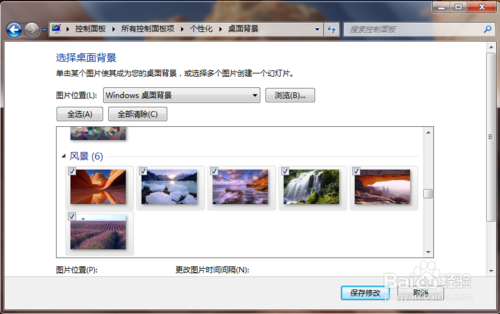 控制面板 ▸ 所有控制面板项 ▸ 个性化 ▸ 桌面背景
搜索控制面板
选择桌面背景
单击某个图片使其成为您的桌面背景，或选择多个图片创建一个幻灯片。
图片位置(L):
Windows 桌面背景
浏览(B)...
全选(A)
全部清除(C)
风景 (6)
图片位置(P):
更改图片时间间隔(N):
保存修改
取消
Baidu 经验